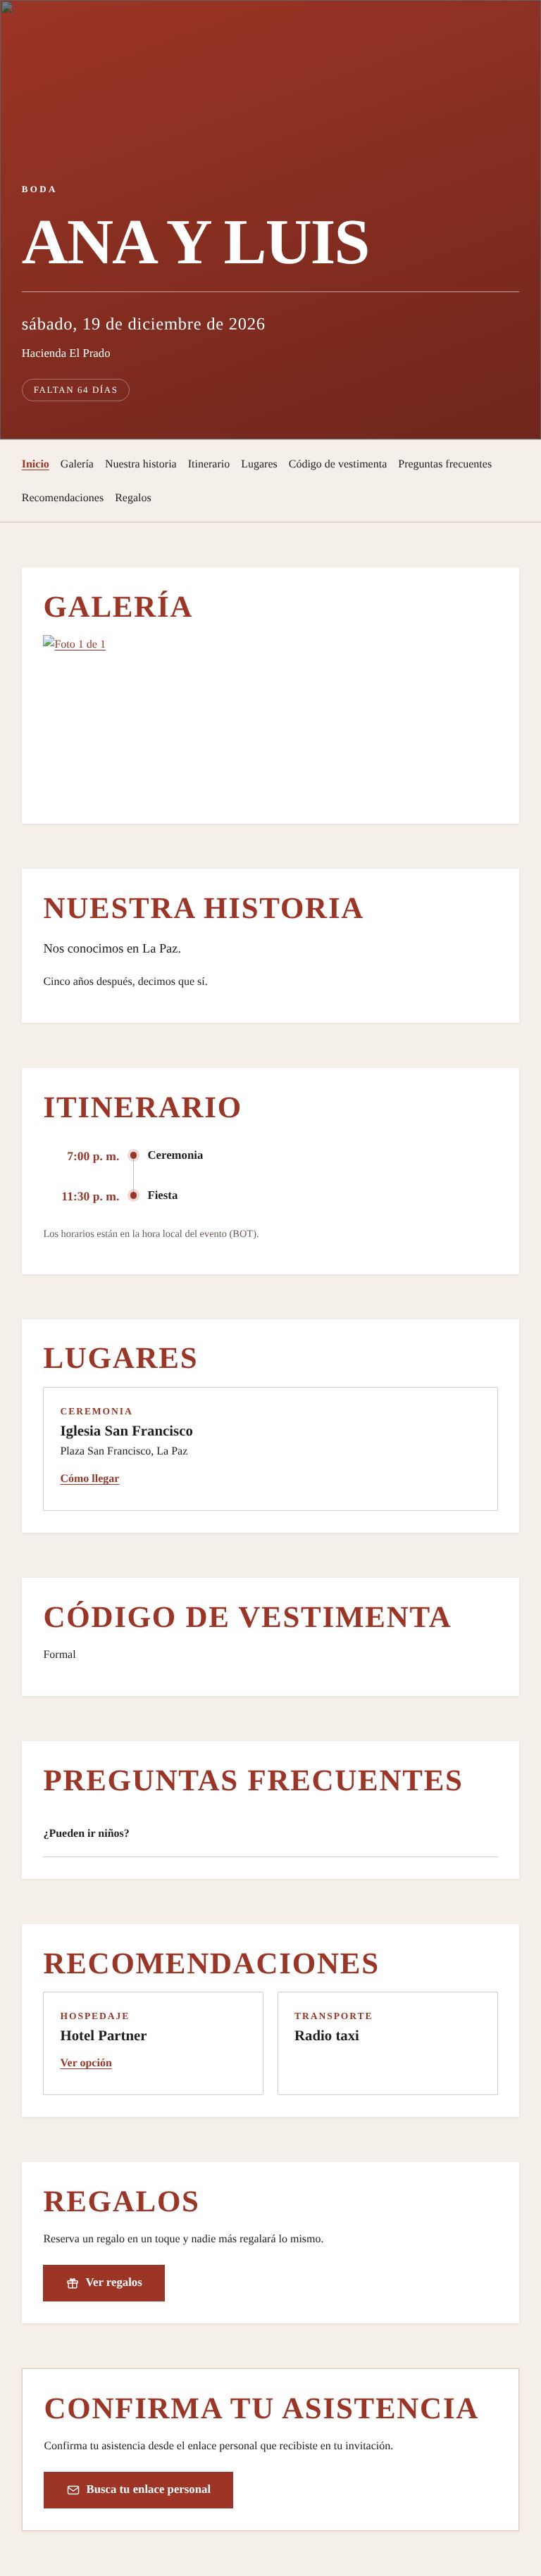 BODA
ANA Y LUIS
sábado, 19 de diciembre de 2026
Hacienda El Prado
FALTAN 64 DÍAS
Inicio Galería Nuestra historia Itinerario Lugares Código de vestimenta Preguntas frecuentes
Recomendaciones Regalos
GALERÍA
Foto 1 de 1
NUESTRA HISTORIA
Nos conocimos en La Paz.
Cinco años después, decimos que sí.
ITINERARIO
7:00 p. m. Ceremonia
11:30 p. m. Fiesta
Los horarios están en la hora local del evento (BOT).
LUGARES
CEREMONIA
Iglesia San Francisco
Plaza San Francisco, La Paz
Cómo llegar
CÓDIGO DE VESTIMENTA
Formal
PREGUNTAS FRECUENTES
¿Pueden ir niños?
RECOMENDACIONES
HOSPEDAJE
Hotel Partner
Ver opción
TRANSPORTE
Radio taxi
REGALOS
Reserva un regalo en un toque y nadie más regalará lo mismo.
Ver regalos
CONFIRMA TU ASISTENCIA
Confirma tu asistencia desde el enlace personal que recibiste en tu invitación.
Busca tu enlace personal